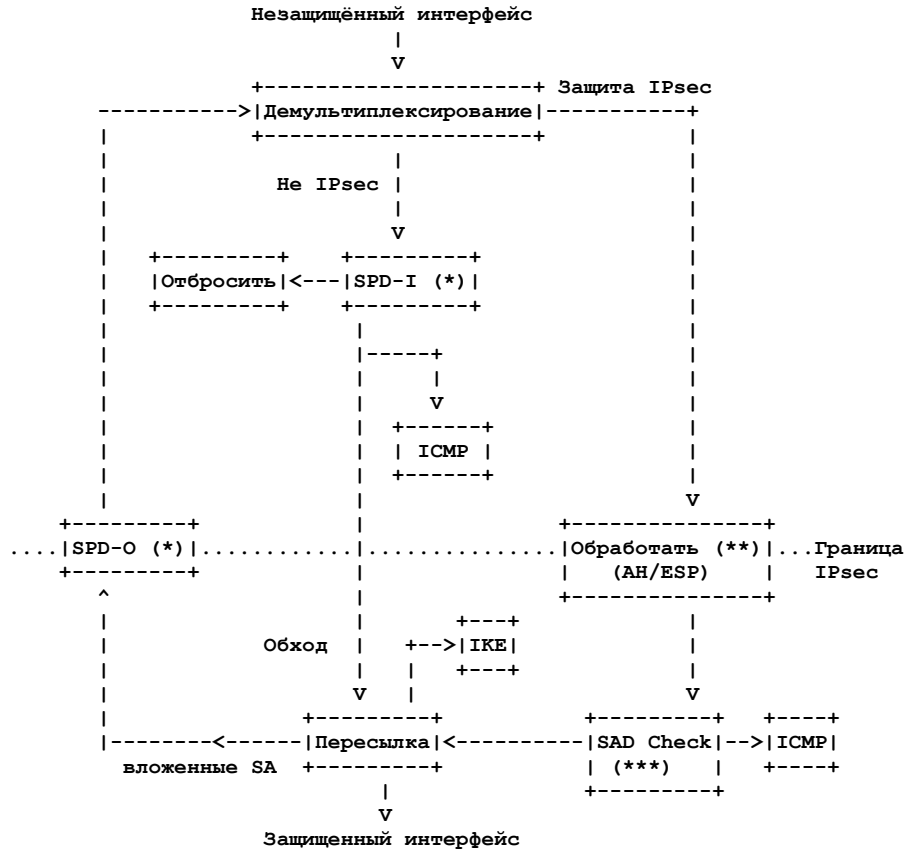 Незащищённый интерфейс
Защита IPsec
Демультиплексирование
Не IPsec
Отбросить
SPD-I (*)
ICMP
SPD-O (*)
Обработать (**)
Граница
(AH/ESP)
IPsec
Обход
IKE
Пересылка
SAD Check
ICMP
вложенные SA
(***)
Защищенный интерфейс